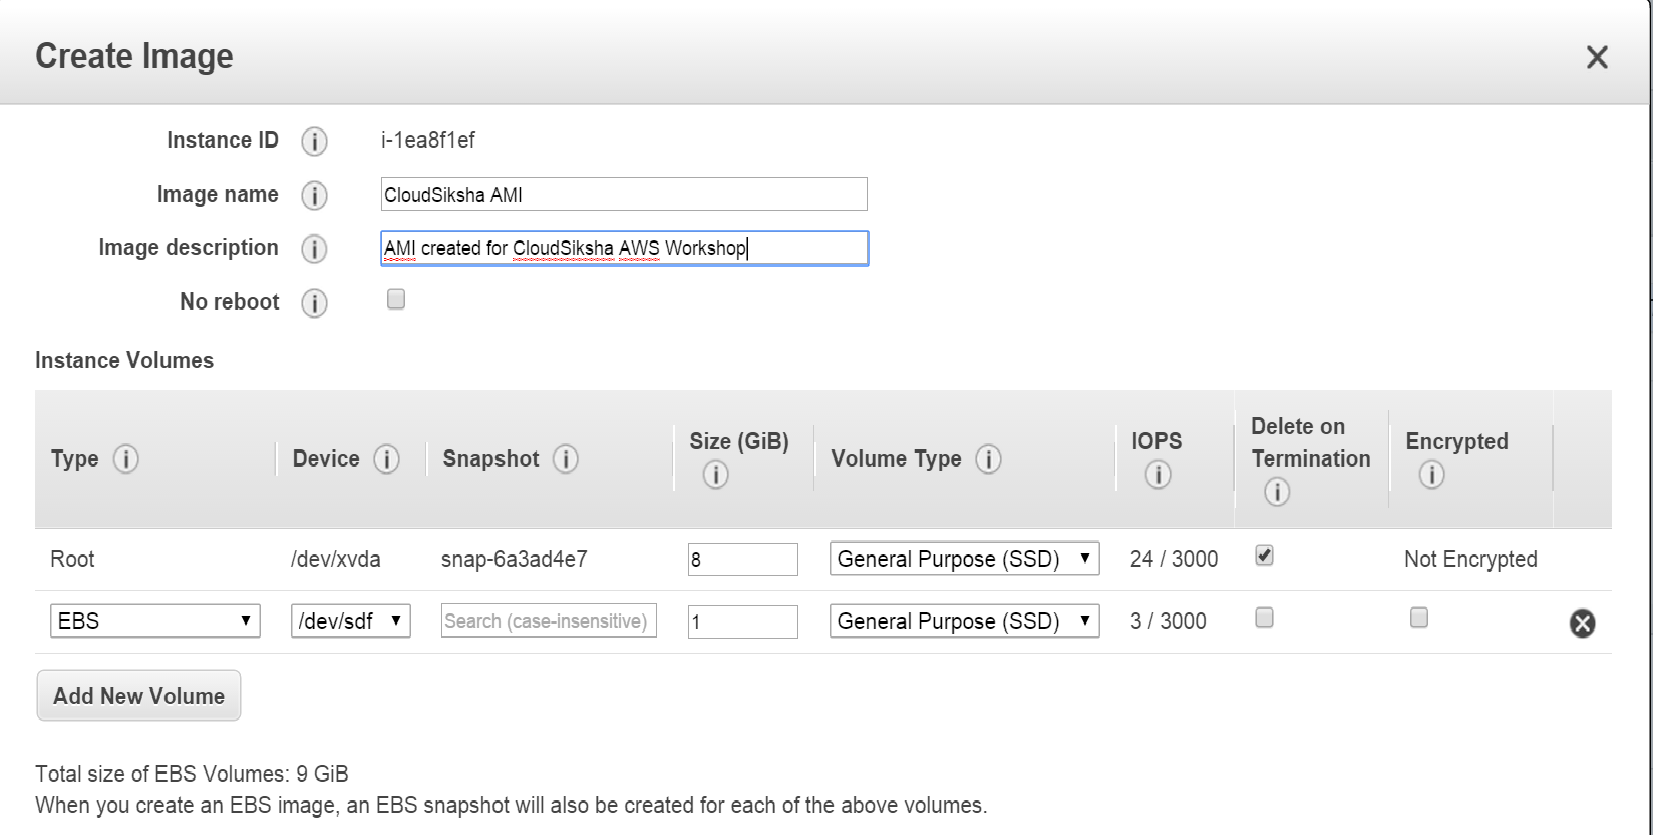 Create Image
Instance ID i-1ea8f1ef
Image name CloudSiksha AMI
Image description AMI created for CloudSiksha AWS Workshop
No reboot
Instance Volumes
Type Device Snapshot Size (GiB) Volume Type IOPS Delete on Termination Encrypted
Root /dev/xvda snap-6a3ad4e7 8 General Purpose (SSD) 24 / 3000 Not Encrypted
EBS /dev/sdf Search (case-insensitive) 1 General Purpose (SSD) 3 / 3000
Add New Volume
Total size of EBS Volumes: 9 GiB
When you create an EBS image, an EBS snapshot will also be created for each of the above volumes.